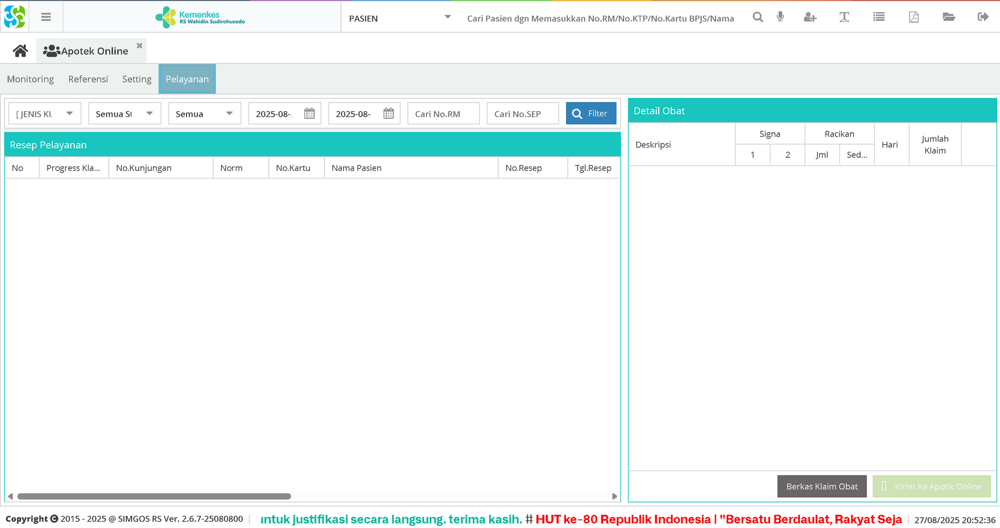 Kemenkes
RS Wahidin Sudirohusodo
PASIEN
Cari Pasien dgn Memasukkan No.RM/No.KTP/No.Kartu BPJS/Nama
Apotek Online
Monitoring Referensi Setting Pelayanan
[ JENIS KU Semua St Semua 2025-08- 2025-08- Cari No.RM Cari No.SEP Filter
Resep Pelayanan
No Progress Kla... No.Kunjungan Norm No.Kartu Nama Pasien No.Resep Tgl.Resep
Detail Obat
Deskripsi Signa Racikan Hari Jumlah Klaim
1 2 Jml Sed...
Berkas Klaim Obat Kirim Ke Apotik Online
Copyright © 2015 - 2025 @ SIMGOS RS Ver. 2.6.7-25080800
untuk justifikasi secara langsung. terima kasih. # HUT ke-80 Republik Indonesia | "Bersatu Berdaulat, Rakyat Seja
27/08/2025 20:52:36